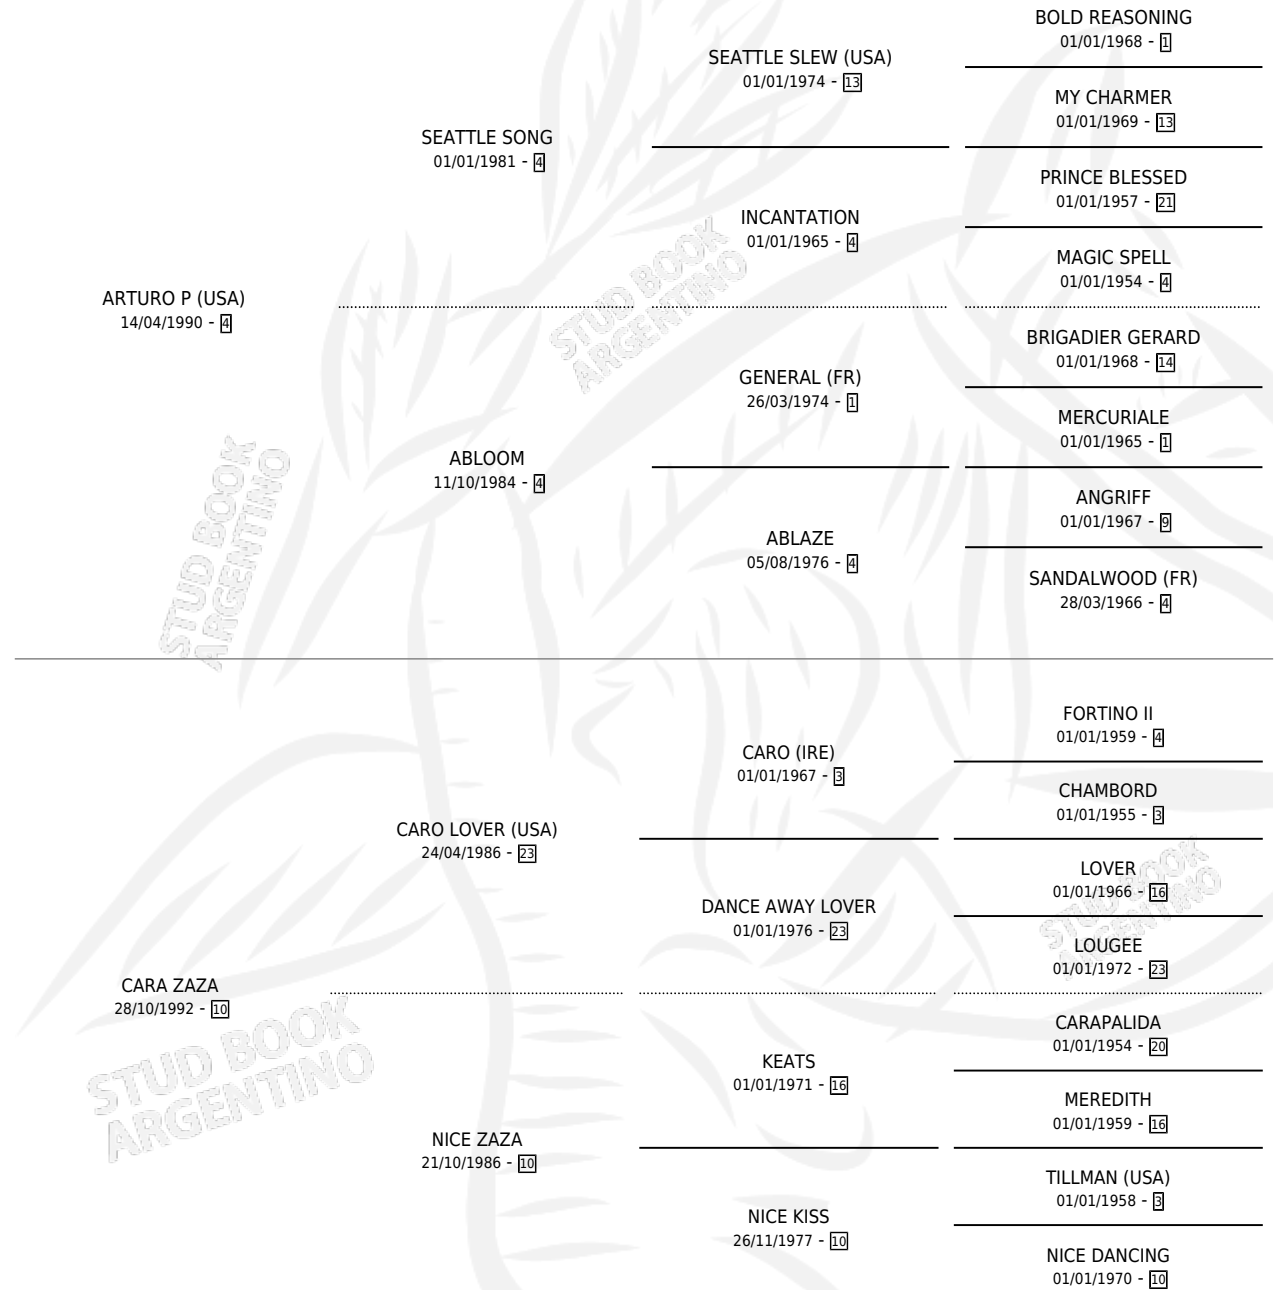 BOLD REASONING
01/01/1968 - 1
SEATTLE SLEW (USA)
01/01/1974 - 13
MY CHARMER
01/01/1969 - 13
SEATTLE SONG
01/01/1981 - 4
PRINCE BLESSED
01/01/1957 - 21
INCANTATION
01/01/1965 - 4
MAGIC SPELL
01/01/1954 - 4
ARTURO P (USA)
14/04/1990 - 4
STUD BOOK
ARGENTINO
BRIGADIER GERARD
01/01/1968 - 14
GENERAL (FR)
26/03/1974 - 1
MERCURIALE
01/01/1965 - 1
ABLOOM
11/10/1984 - 4
ANGRIFF
01/01/1967 - 9
ABLAZE
05/08/1976 - 4
SANDALWOOD (FR)
28/03/1966 - 4
STUD BOOK
ARGENTINO
FORTINO II
01/01/1959 - 4
CARO (IRE)
01/01/1967 - 3
CHAMBORD
01/01/1955 - 3
CARO LOVER (USA)
24/04/1986 - 23
LOVER
01/01/1966 - 16
DANCE AWAY LOVER
01/01/1976 - 23
STUD BOOK
ARGENTINO
LOUGEE
01/01/1972 - 23
CARA ZAZA
28/10/1992 - 10
CARAPALIDA
01/01/1954 - 20
STUD BOOK
ARGENTINO
KEATS
01/01/1971 - 16
MEREDITH
01/01/1959 - 16
NICE ZAZA
21/10/1986 - 10
TILLMAN (USA)
01/01/1958 - 3
NICE KISS
26/11/1977 - 10
NICE DANCING
01/01/1970 - 10